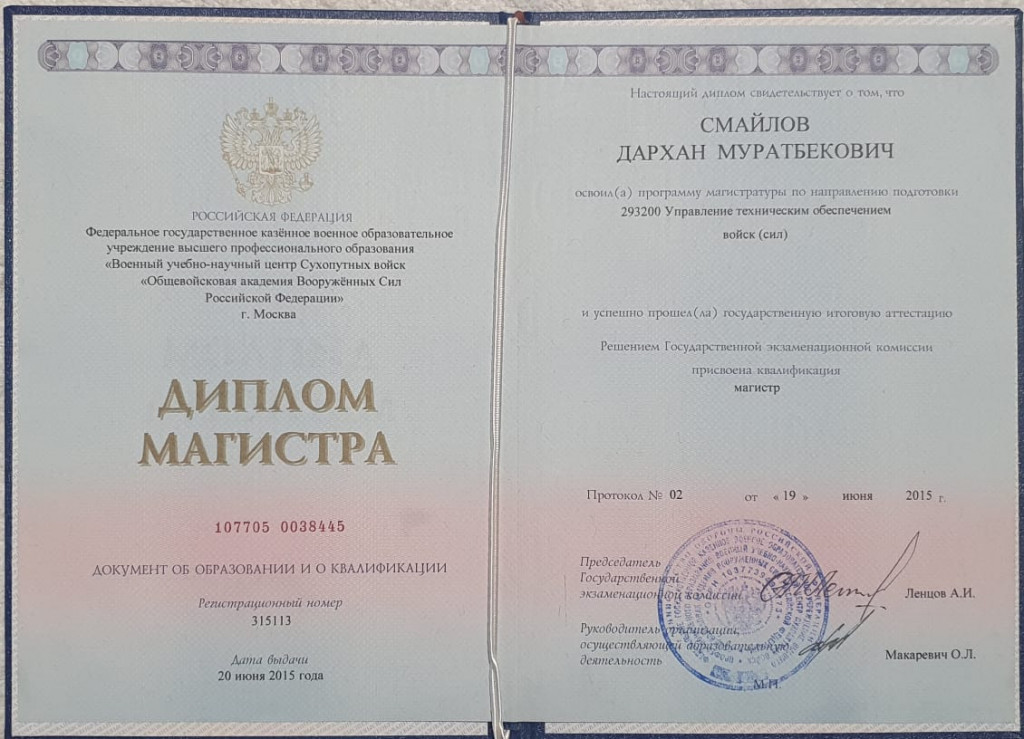 РОССИЙСКАЯ ФЕДЕРАЦИЯ
Федеральное государственное казённое военное образовательное
учреждение высшего профессионального образования
«Военный учебно-научный центр Сухопутных войск
«Общевойсковая академия Вооружённых Сил
Российской Федерации»
г. Москва
ДИПЛОМ
МАГИСТРА
107705 0038445
ДОКУМЕНТ ОБ ОБРАЗОВАНИИ И О КВАЛИФИКАЦИИ
Регистрационный номер
315113
Дата выдачи
20 июня 2015 года
Настоящий диплом свидетельствует о том, что
СМАЙЛОВ
ДАРХАН МУРАТБЕКОВИЧ
освоил(а) программу магистратуры по направлению подготовки
293200 Управление техническим обеспечением
войск (сил)
и успешно прошел(ла) государственную итоговую аттестацию
Решением Государственной экзаменационной комиссии
присвоена квалификация
магистр
Протокол № 02 от « 19 » июня 2015 г.
Председатель
Государственной
экзаменационной комиссии
Ленцов А.И.
Руководитель организации,
осуществляющей образовательную
деятельность
Макаревич О.Л.
М.П.